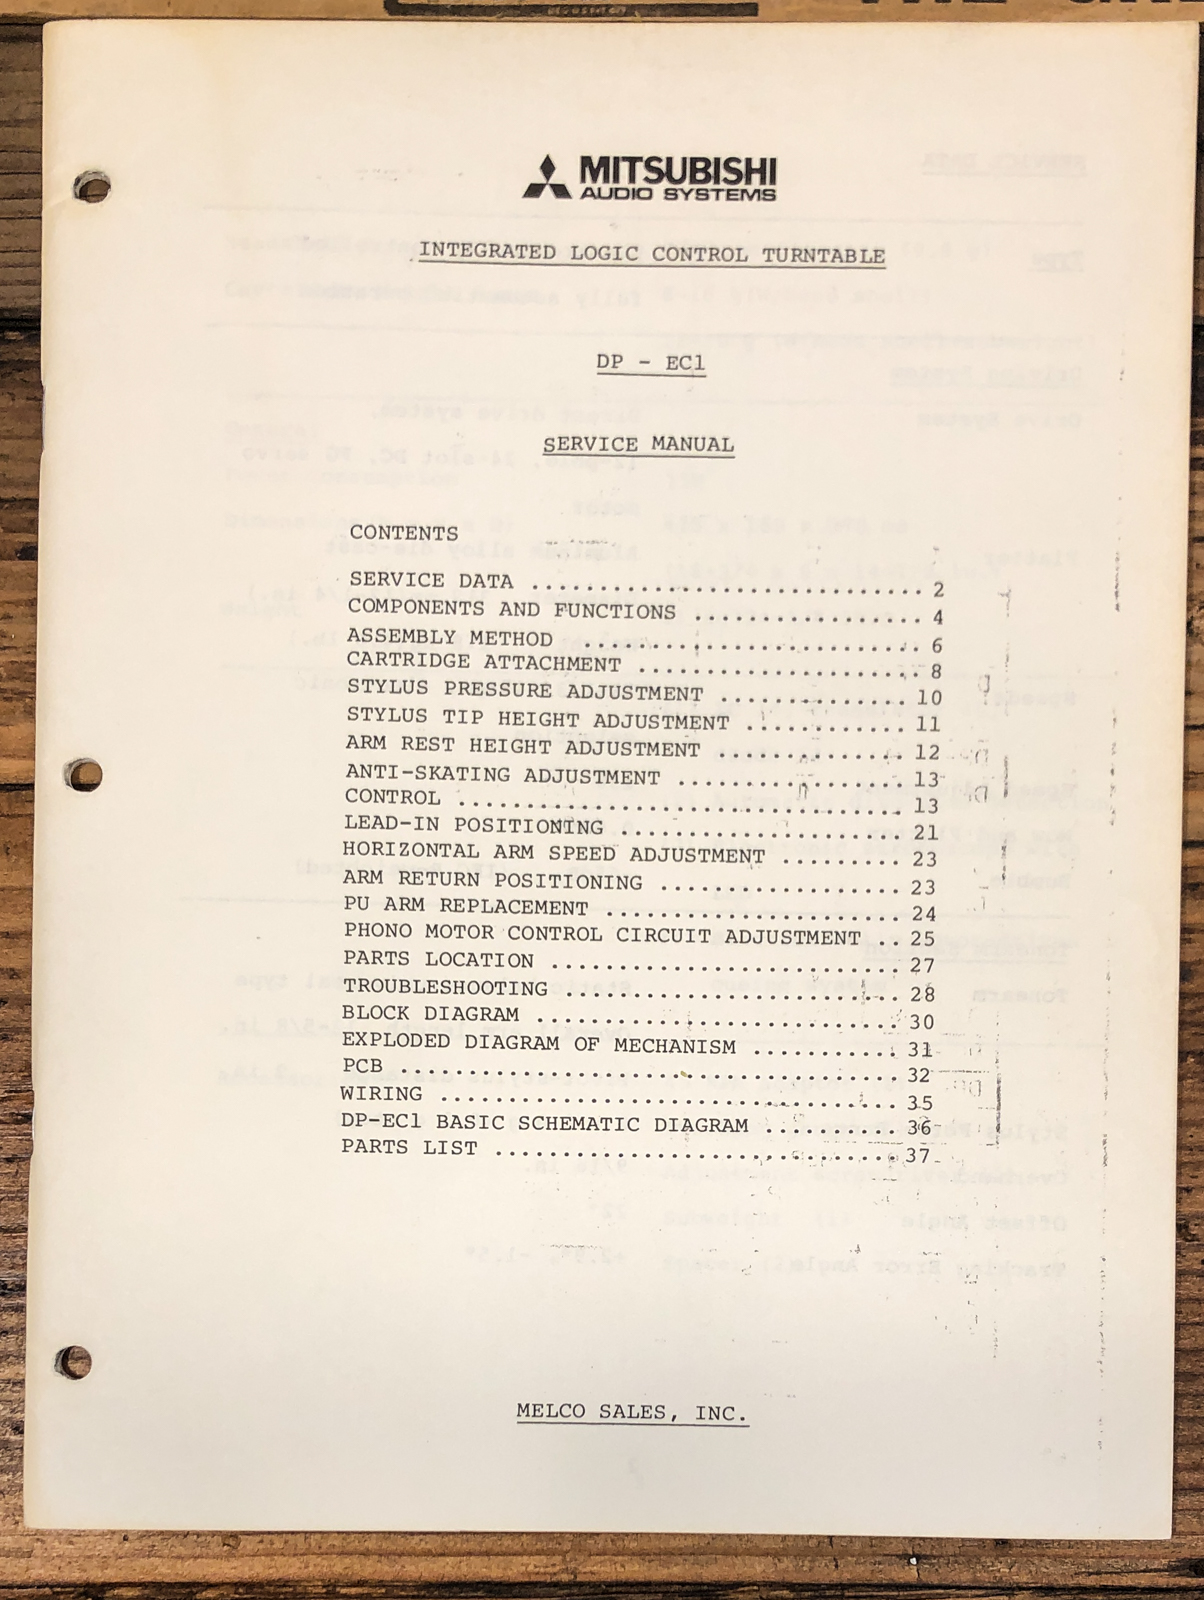 MITSUBISHI
AUDIO SYSTEMS
INTEGRATED LOGIC CONTROL TURNTABLE
DP - EC1
SERVICE MANUAL
CONTENTS
SERVICE DATA .............................. 2
COMPONENTS AND FUNCTIONS ................. 4
ASSEMBLY METHOD ........................... 6
CARTRIDGE ATTACHMENT ...................... 8
STYLUS PRESSURE ADJUSTMENT ............... 10
STYLUS TIP HEIGHT ADJUSTMENT ............ 11
ARM REST HEIGHT ADJUSTMENT .............. 12
ANTI-SKATING ADJUSTMENT ................. 13
CONTROL .................................. 13
LEAD-IN POSITIONING ...................... 21
HORIZONTAL ARM SPEED ADJUSTMENT ......... 23
ARM RETURN POSITIONING ................... 23
PU ARM REPLACEMENT ....................... 24
PHONO MOTOR CONTROL CIRCUIT ADJUSTMENT ... 25
PARTS LOCATION ........................... 27
TROUBLESHOOTING .......................... 28
BLOCK DIAGRAM ............................ 30
EXPLODED DIAGRAM OF MECHANISM ........... 31
PCB ...................................... 32
WIRING ................................... 35
DP-EC1 BASIC SCHEMATIC DIAGRAM .......... 36
PARTS LIST ............................... 37
MELCO SALES, INC.